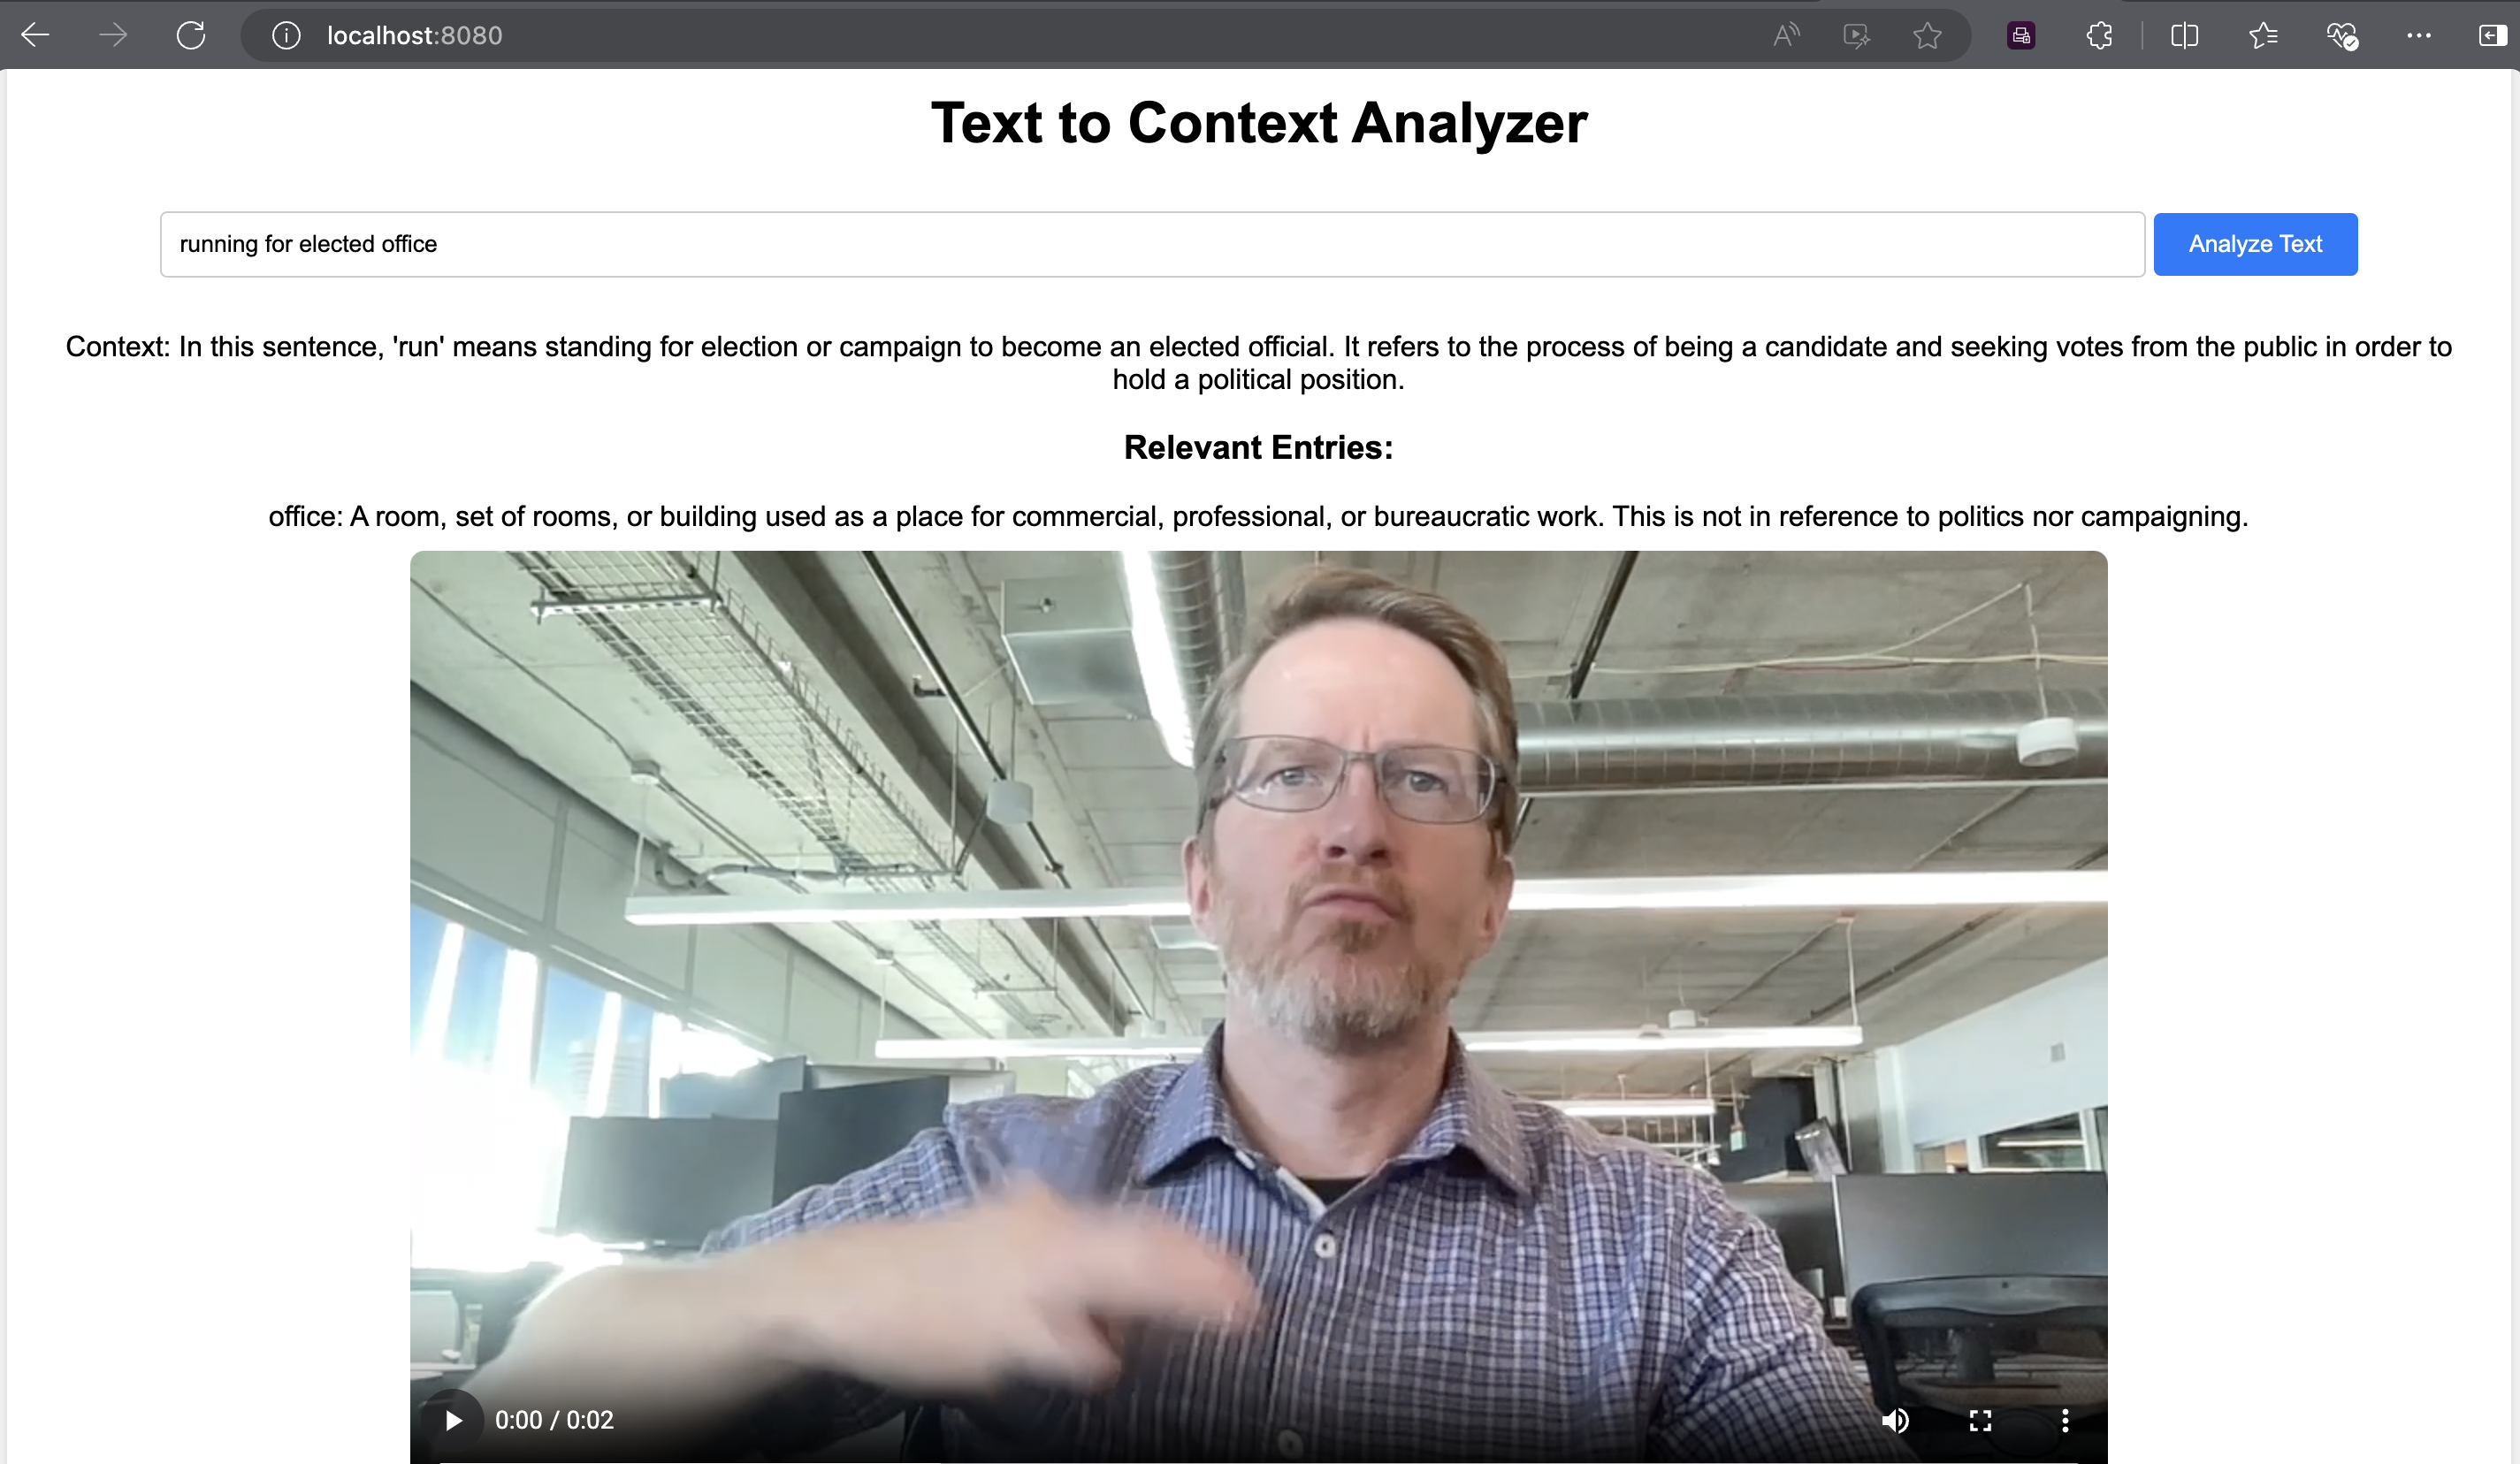 localhost:8080
Text to Context Analyzer
running for elected office
Analyze Text
Context: In this sentence, 'run' means standing for election or campaign to become an elected official. It refers to the process of being a candidate and seeking votes from the public in order to
hold a political position.
Relevant Entries:
office: A room, set of rooms, or building used as a place for commercial, professional, or bureaucratic work. This is not in reference to politics nor campaigning.
0:00 / 0:02